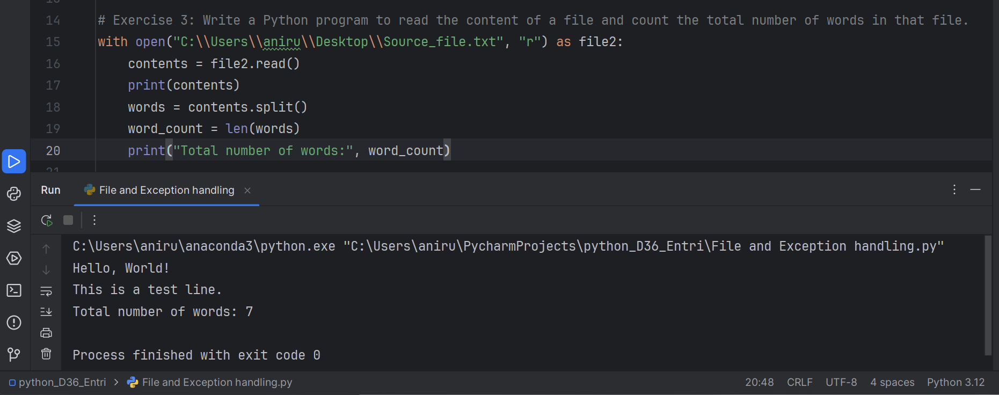 14 # Exercise 3: Write a Python program to read the content of a file and count the total number of words in that file.
15 with open("C:\\Users\\aniru\\Desktop\\Source_file.txt", "r") as file2:
16     contents = file2.read()
17     print(contents)
18     words = contents.split()
19     word_count = len(words)
20     print("Total number of words:", word_count)
21
Run File and Exception handling
C:\Users\aniru\anaconda3\python.exe "C:\Users\aniru\PycharmProjects\python_D36_Entri\File and Exception handling.py"
Hello, World!
This is a test line.
Total number of words: 7
Process finished with exit code 0
python_D36_Entri > File and Exception handling.py 20:48 CRLF UTF-8 4 spaces Python 3.12